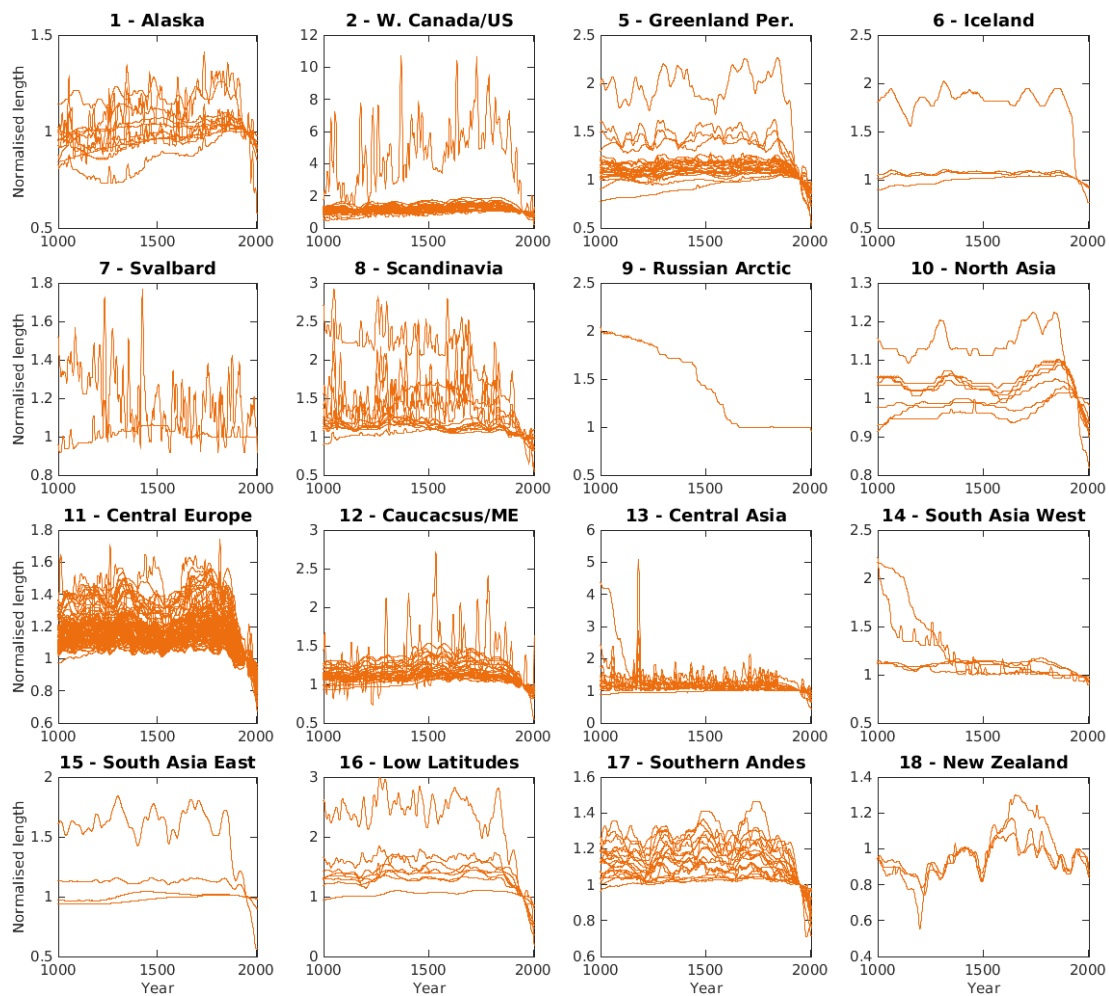 1 - Alaska
2 - W. Canada/US
5 - Greenland Per.
6 - Iceland
Normalised length
1.5
1
0.5
1000 1500 2000
12
10
8
6
4
2
0
1000 1500 2000
2.5
2
1.5
1
0.5
1000 1500 2000
2.5
2
1.5
1
0.5
1000 1500 2000
7 - Svalbard
8 - Scandinavia
9 - Russian Arctic
10 - North Asia
Normalised length
1.8
1.6
1.4
1.2
1
0.8
1000 1500 2000
3
2.5
2
1.5
1
0.5
1000 1500 2000
2.5
2
1.5
1
0.5
1000 1500 2000
1.3
1.2
1.1
1
0.9
0.8
1000 1500 2000
11 - Central Europe
12 - Caucacsus/ME
13 - Central Asia
14 - South Asia West
Normalised length
1.8
1.6
1.4
1.2
1
0.8
0.6
1000 1500 2000
3
2.5
2
1.5
1
0.5
1000 1500 2000
6
5
4
3
2
1
0
1000 1500 2000
2.5
2
1.5
1
0.5
1000 1500 2000
15 - South Asia East
16 - Low Latitudes
17 - Southern Andes
18 - New Zealand
Normalised length
2
1.5
1
0.5
1000 1500 2000
Year
3
2
1
0
1000 1500 2000
Year
1.6
1.4
1.2
1
0.8
0.6
1000 1500 2000
Year
1.4
1.2
1
0.8
0.6
0.4
1000 1500 2000
Year